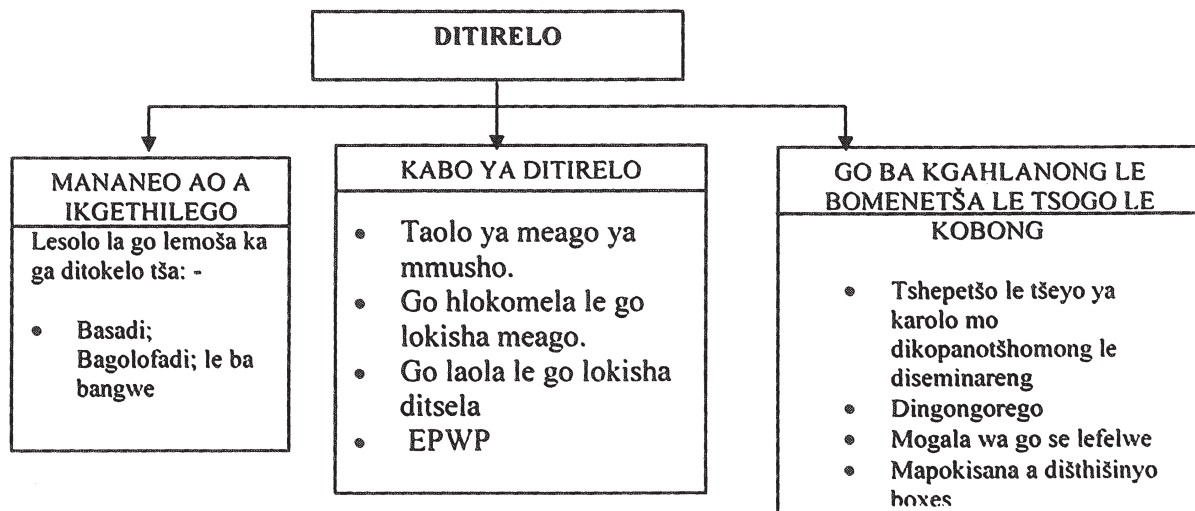 DITIRELO
MANANEO AO A
IKGETHILEGO
Lesolo la go lemoša ka
ga ditokelo tša: -
• Basadi;
Bagolofadi; le ba
bangwe
KABO YA DITIRELO
• Taolo ya meago ya
mmusho.
• Go hlokomela le go
lokisha meago.
• Go laola le go lokisha
ditsela
• EPWP
GO BA KGAHLANONG LE
BOMENETŠA LE TSOGO LE
KOBONG
• Tshepetšo le tšeyo ya
karolo mo
dikopanotšhomong le
diseminareng
• Dingongorego
• Mogala wa go se lefelwe
• Mapokisana a dišthišinyo
boxes